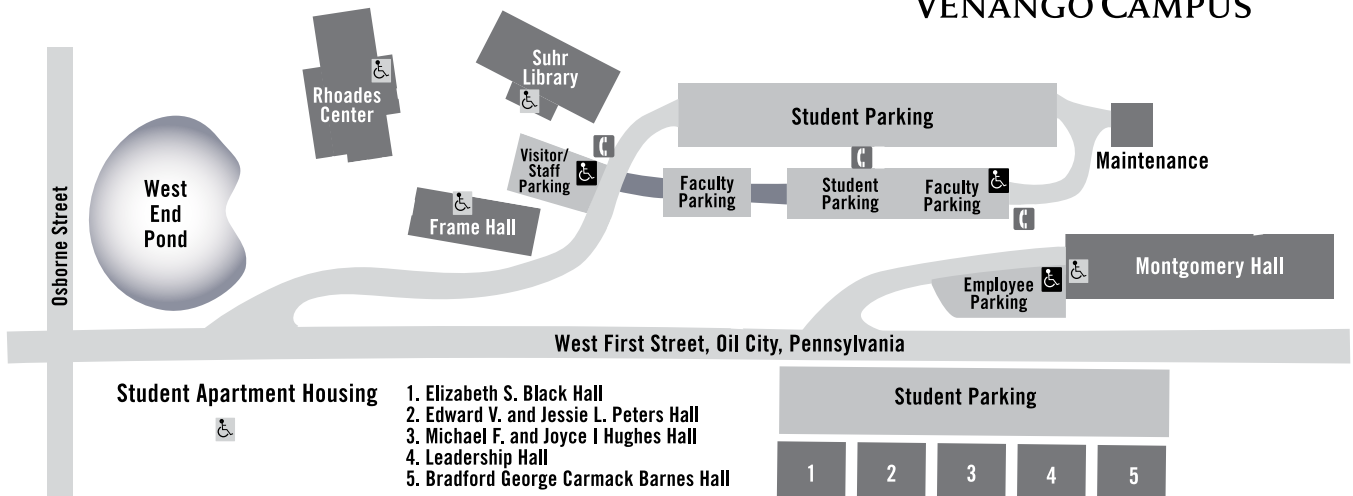 VENANGO CAMPUS
Suhr
Library
Rhoades
Center
Student Parking
Maintenance
Visitor/
Staff
Parking
Faculty
Parking
Student
Parking
Faculty
Parking
West
End
Pond
Frame Hall
Osborne Street
Montgomery Hall
Employee
Parking
West First Street, Oil City, Pennsylvania
Student Apartment Housing
1. Elizabeth S. Black Hall
2. Edward V. and Jessie L. Peters Hall
3. Michael F. and Joyce I Hughes Hall
4. Leadership Hall
5. Bradford George Carmack Barnes Hall
Student Parking
1 2 3 4 5